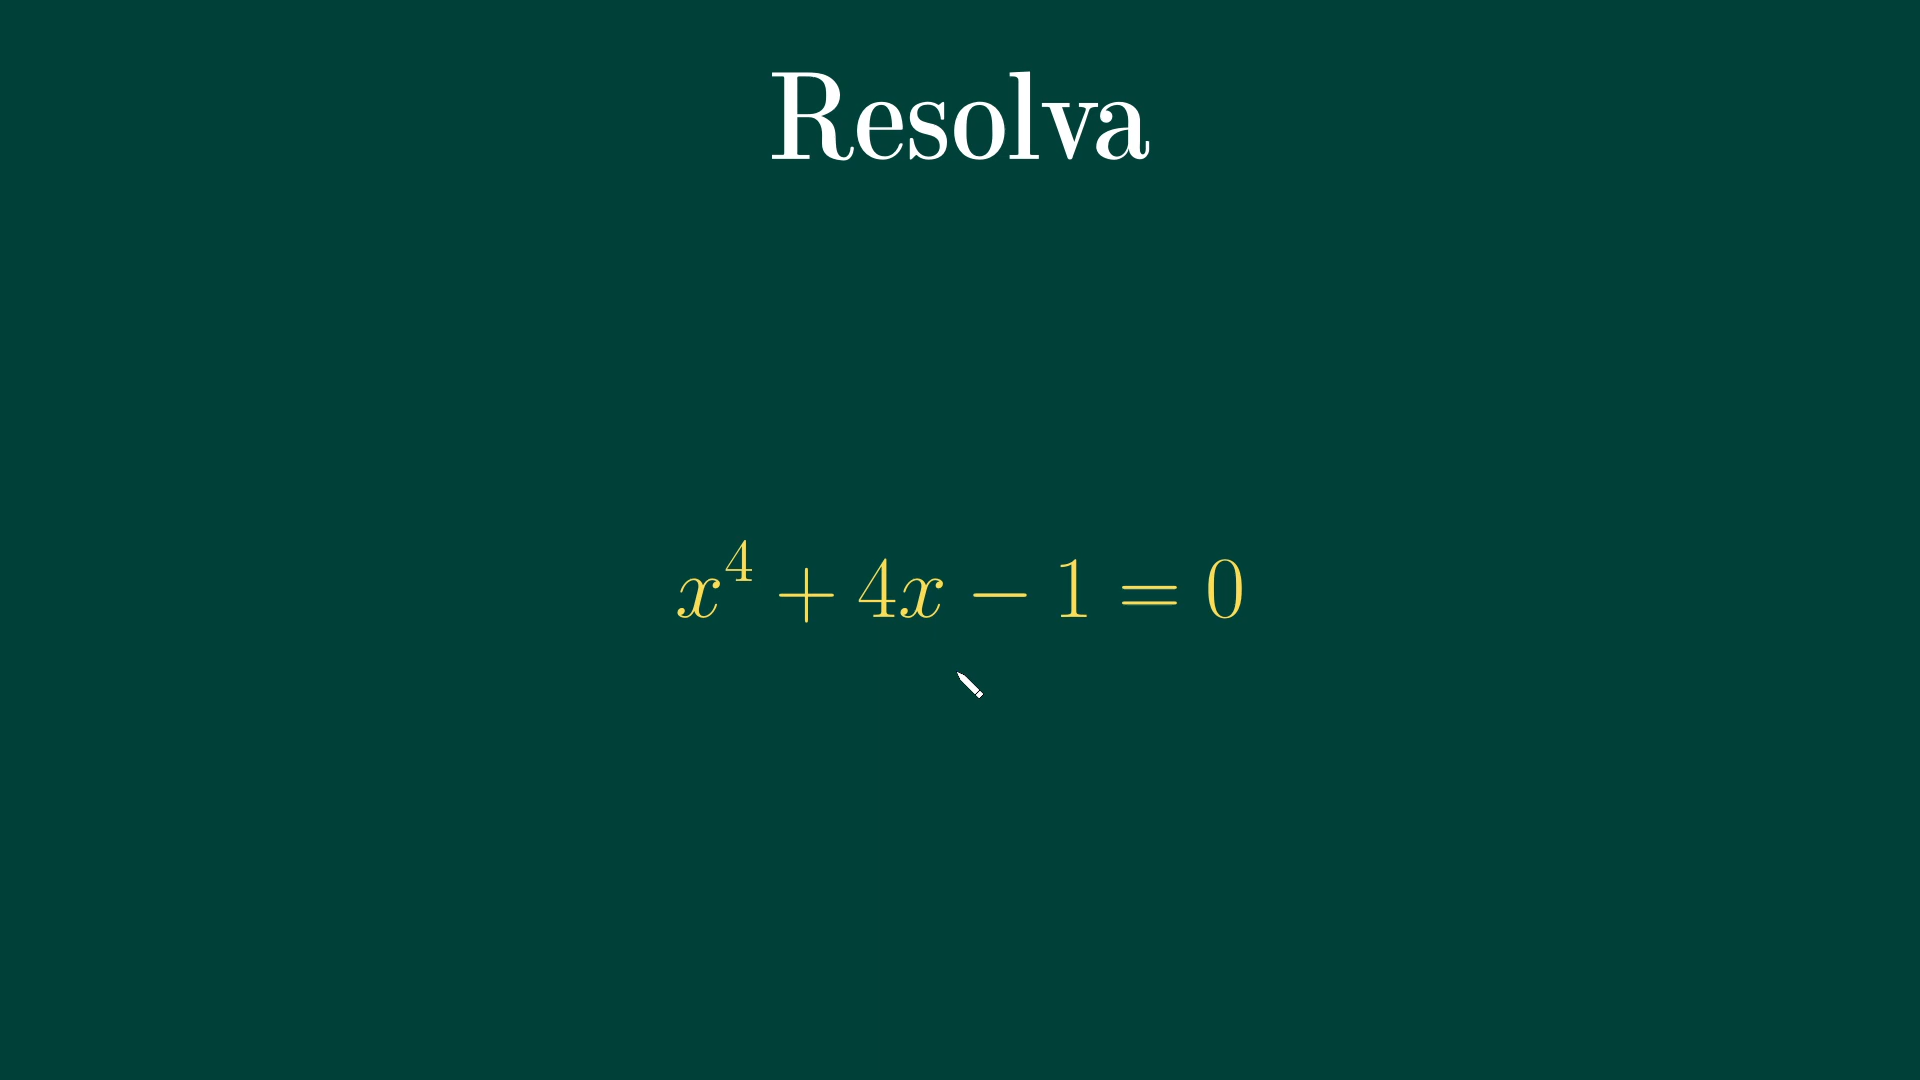 Resolva
x⁴ + 4x − 1 = 0